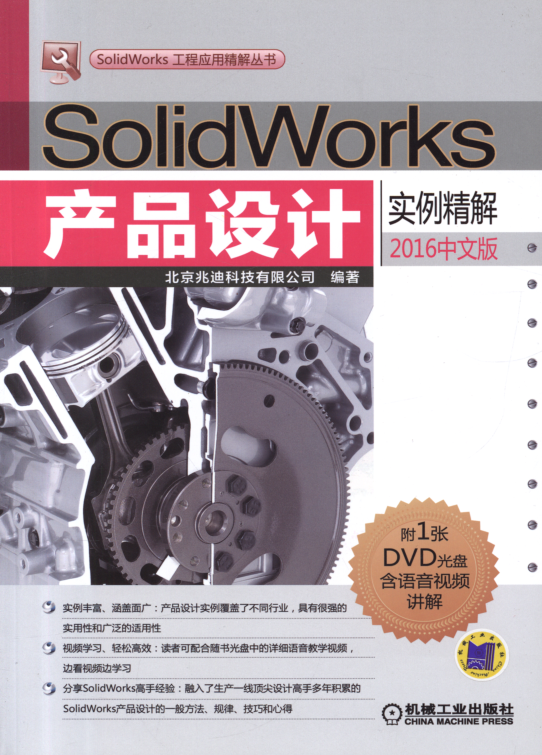 SolidWorks 工程应用精解丛书
SolidWorks
产品设计
实例精解
2016中文版
北京兆迪科技有限公司 编著
附1张
DVD光盘
含语音视频
讲解
实例丰富、涵盖面广：产品设计实例覆盖了不同行业，具有很强的
实用性和广泛的适用性
视频学习、轻松高效：读者可配合随书光盘中的详细语音教学视频，
边看视频边学习
分享SolidWorks高手经验：融入了生产一线顶尖设计高手多年积累的
SolidWorks产品设计的一般方法、规律、技巧和心得
机械工业出版社
CHINA MACHINE PRESS